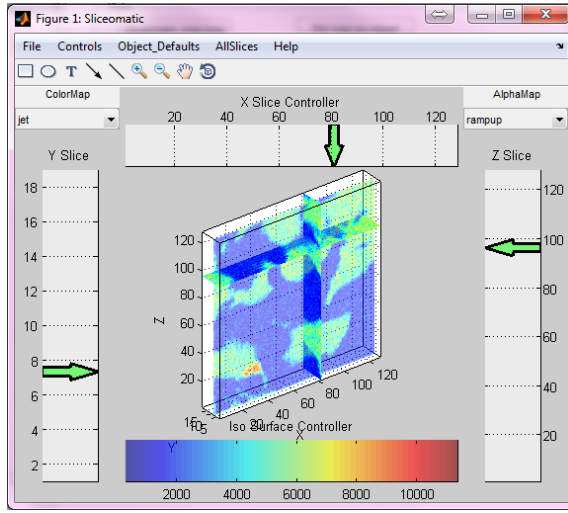 Figure 1: Sliceomatic
File Controls Object_Defaults AllSlices Help
ColorMap
X Slice Controller
AlphaMap
jet
20 40 60 80 100 120
rampup
Y Slice
Z Slice
18
16
14
12
10
8
6
4
2
120
100
80
60
40
20
Z
120
100
80
60
40
20
15
10
5
20
40
60
80
100
120
X
Y
Iso Surface Controller
2000 4000 6000 8000 10000